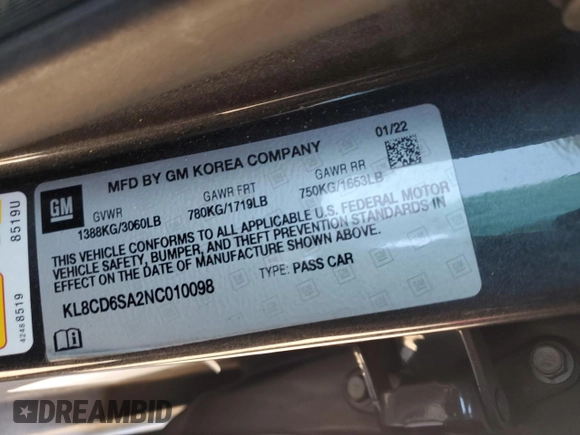 MFD BY GM KOREA COMPANY
01/22
GM
GVWR
1388KG/3060LB
GAWR FRT
780KG/1719LB
GAWR RR
750KG/1653LB
THIS VEHICLE CONFORMS TO ALL APPLICABLE U.S. FEDERAL MOTOR
VEHICLE SAFETY, BUMPER, AND THEFT PREVENTION STANDARDS IN
EFFECT ON THE DATE OF MANUFACTURE SHOWN ABOVE.
TYPE: PASS CAR
KL8CD6SA2NC010098
8519U
42488519
DREAMBID